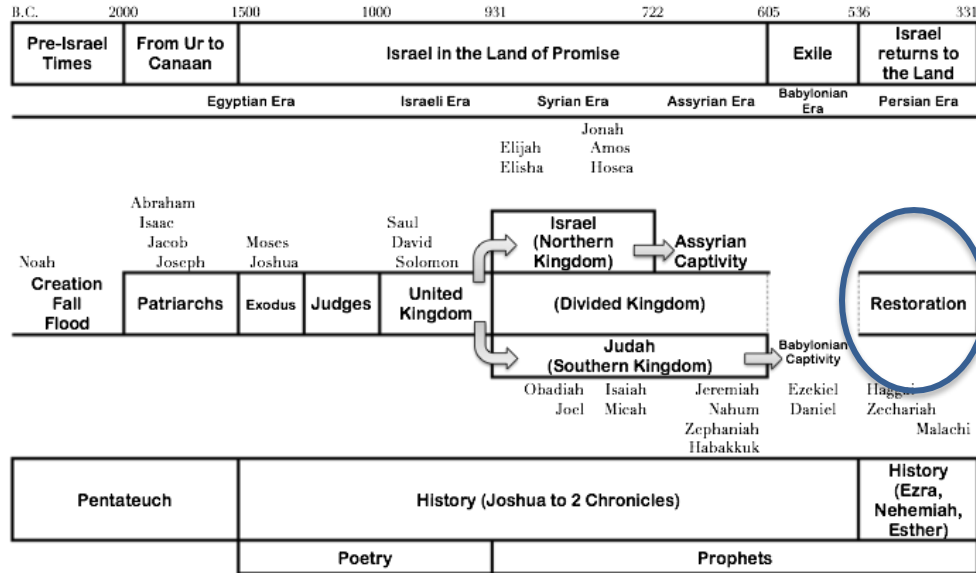 B.C. 2000 1500 1000 931 722 605 536 331
Pre-Israel
Times
From Ur to
Canaan
Israel in the Land of Promise
Exile
Israel
returns to
the Land
Egyptian Era
Israeli Era
Syrian Era
Assyrian Era
Babylonian
Era
Persian Era
Jonah
Elijah Amos
Elisha Hosea
Abraham
Isaac
Jacob
Joseph
Moses
Joshua
Saul
David
Solomon
Noah
Creation
Fall
Flood
Patriarchs
Exodus
Judges
United
Kingdom
Israel
(Northern
Kingdom)
Assyrian
Captivity
(Divided Kingdom)
Judah
(Southern Kingdom)
Babylonian
Captivity
Restoration
Obadiah
Joel
Isaiah
Micah
Jeremiah
Nahum
Zephaniah
Habakkuk
Ezekiel
Daniel
Haggai
Zechariah
Malachi
Pentateuch
History (Joshua to 2 Chronicles)
History
(Ezra,
Nehemiah,
Esther)
Poetry
Prophets